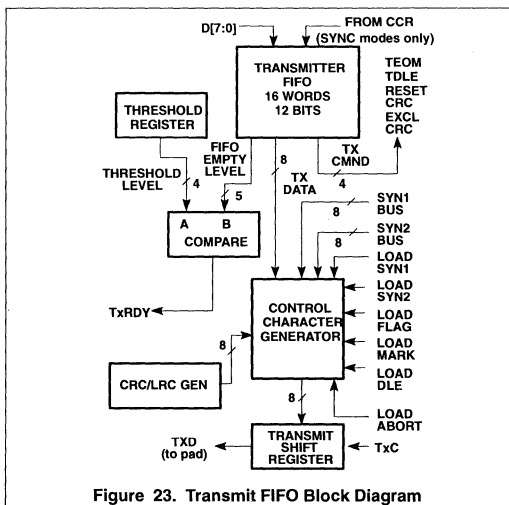 D[7:0]
FROM CCR
(SYNC modes only)
TRANSMITTER
FIFO
16 WORDS
12 BITS
TEOM
TDLE
RESET
CRC
EXCL
CRC
THRESHOLD
REGISTER
THRESHOLD
LEVEL
4
FIFO
EMPTY
LEVEL
5
8
TX
DATA
TX
CMND
4
A B
COMPARE
TxRDY
8
SYN1
BUS
8
SYN2
BUS
LOAD
SYN1
LOAD
SYN2
LOAD
FLAG
LOAD
MARK
LOAD
DLE
LOAD
ABORT
CONTROL
CHARACTER
GENERATOR
CRC/LRC GEN
8
8
TRANSMIT
SHIFT
REGISTER
TXD
(to pad)
TxC
Figure 23. Transmit FIFO Block Diagram